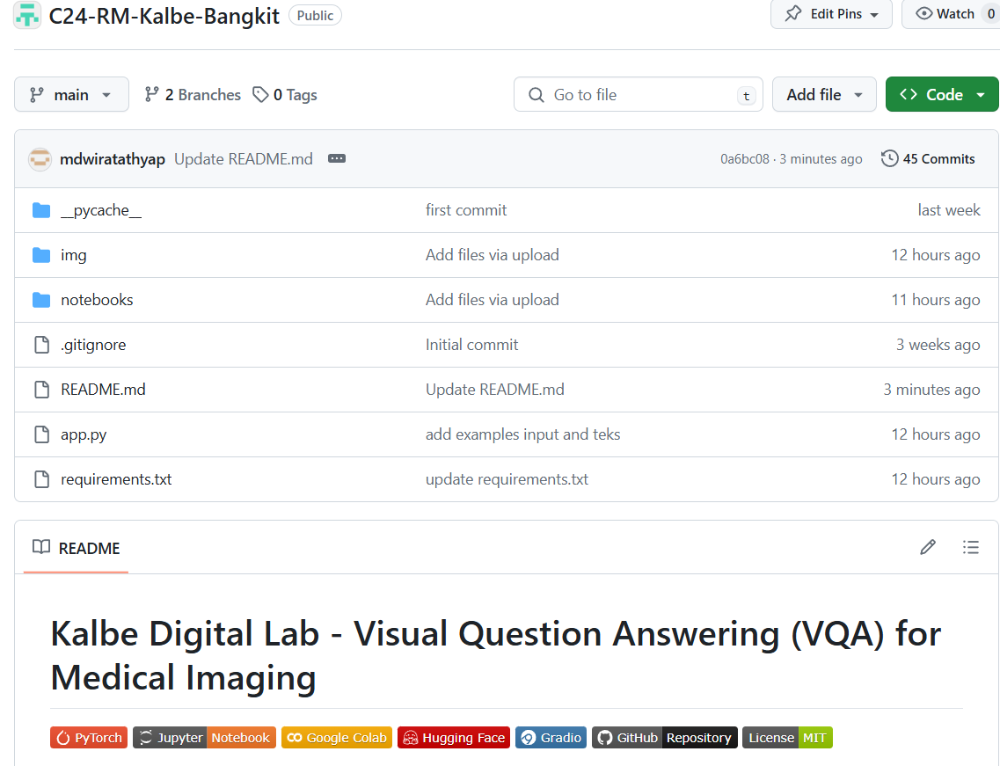 C24-RM-Kalbe-Bangkit Public Edit Pins Watch 0
main 2 Branches 0 Tags Go to file t Add file Code
mdwiratathyap Update README.md 0a6bc08 · 3 minutes ago 45 Commits
__pycache__ first commit last week
img Add files via upload 12 hours ago
notebooks Add files via upload 11 hours ago
.gitignore Initial commit 3 weeks ago
README.md Update README.md 3 minutes ago
app.py add examples input and teks 12 hours ago
requirements.txt update requirements.txt 12 hours ago
README
Kalbe Digital Lab - Visual Question Answering (VQA) for
Medical Imaging
PyTorch Jupyter Notebook Google Colab Hugging Face Gradio GitHub Repository License MIT